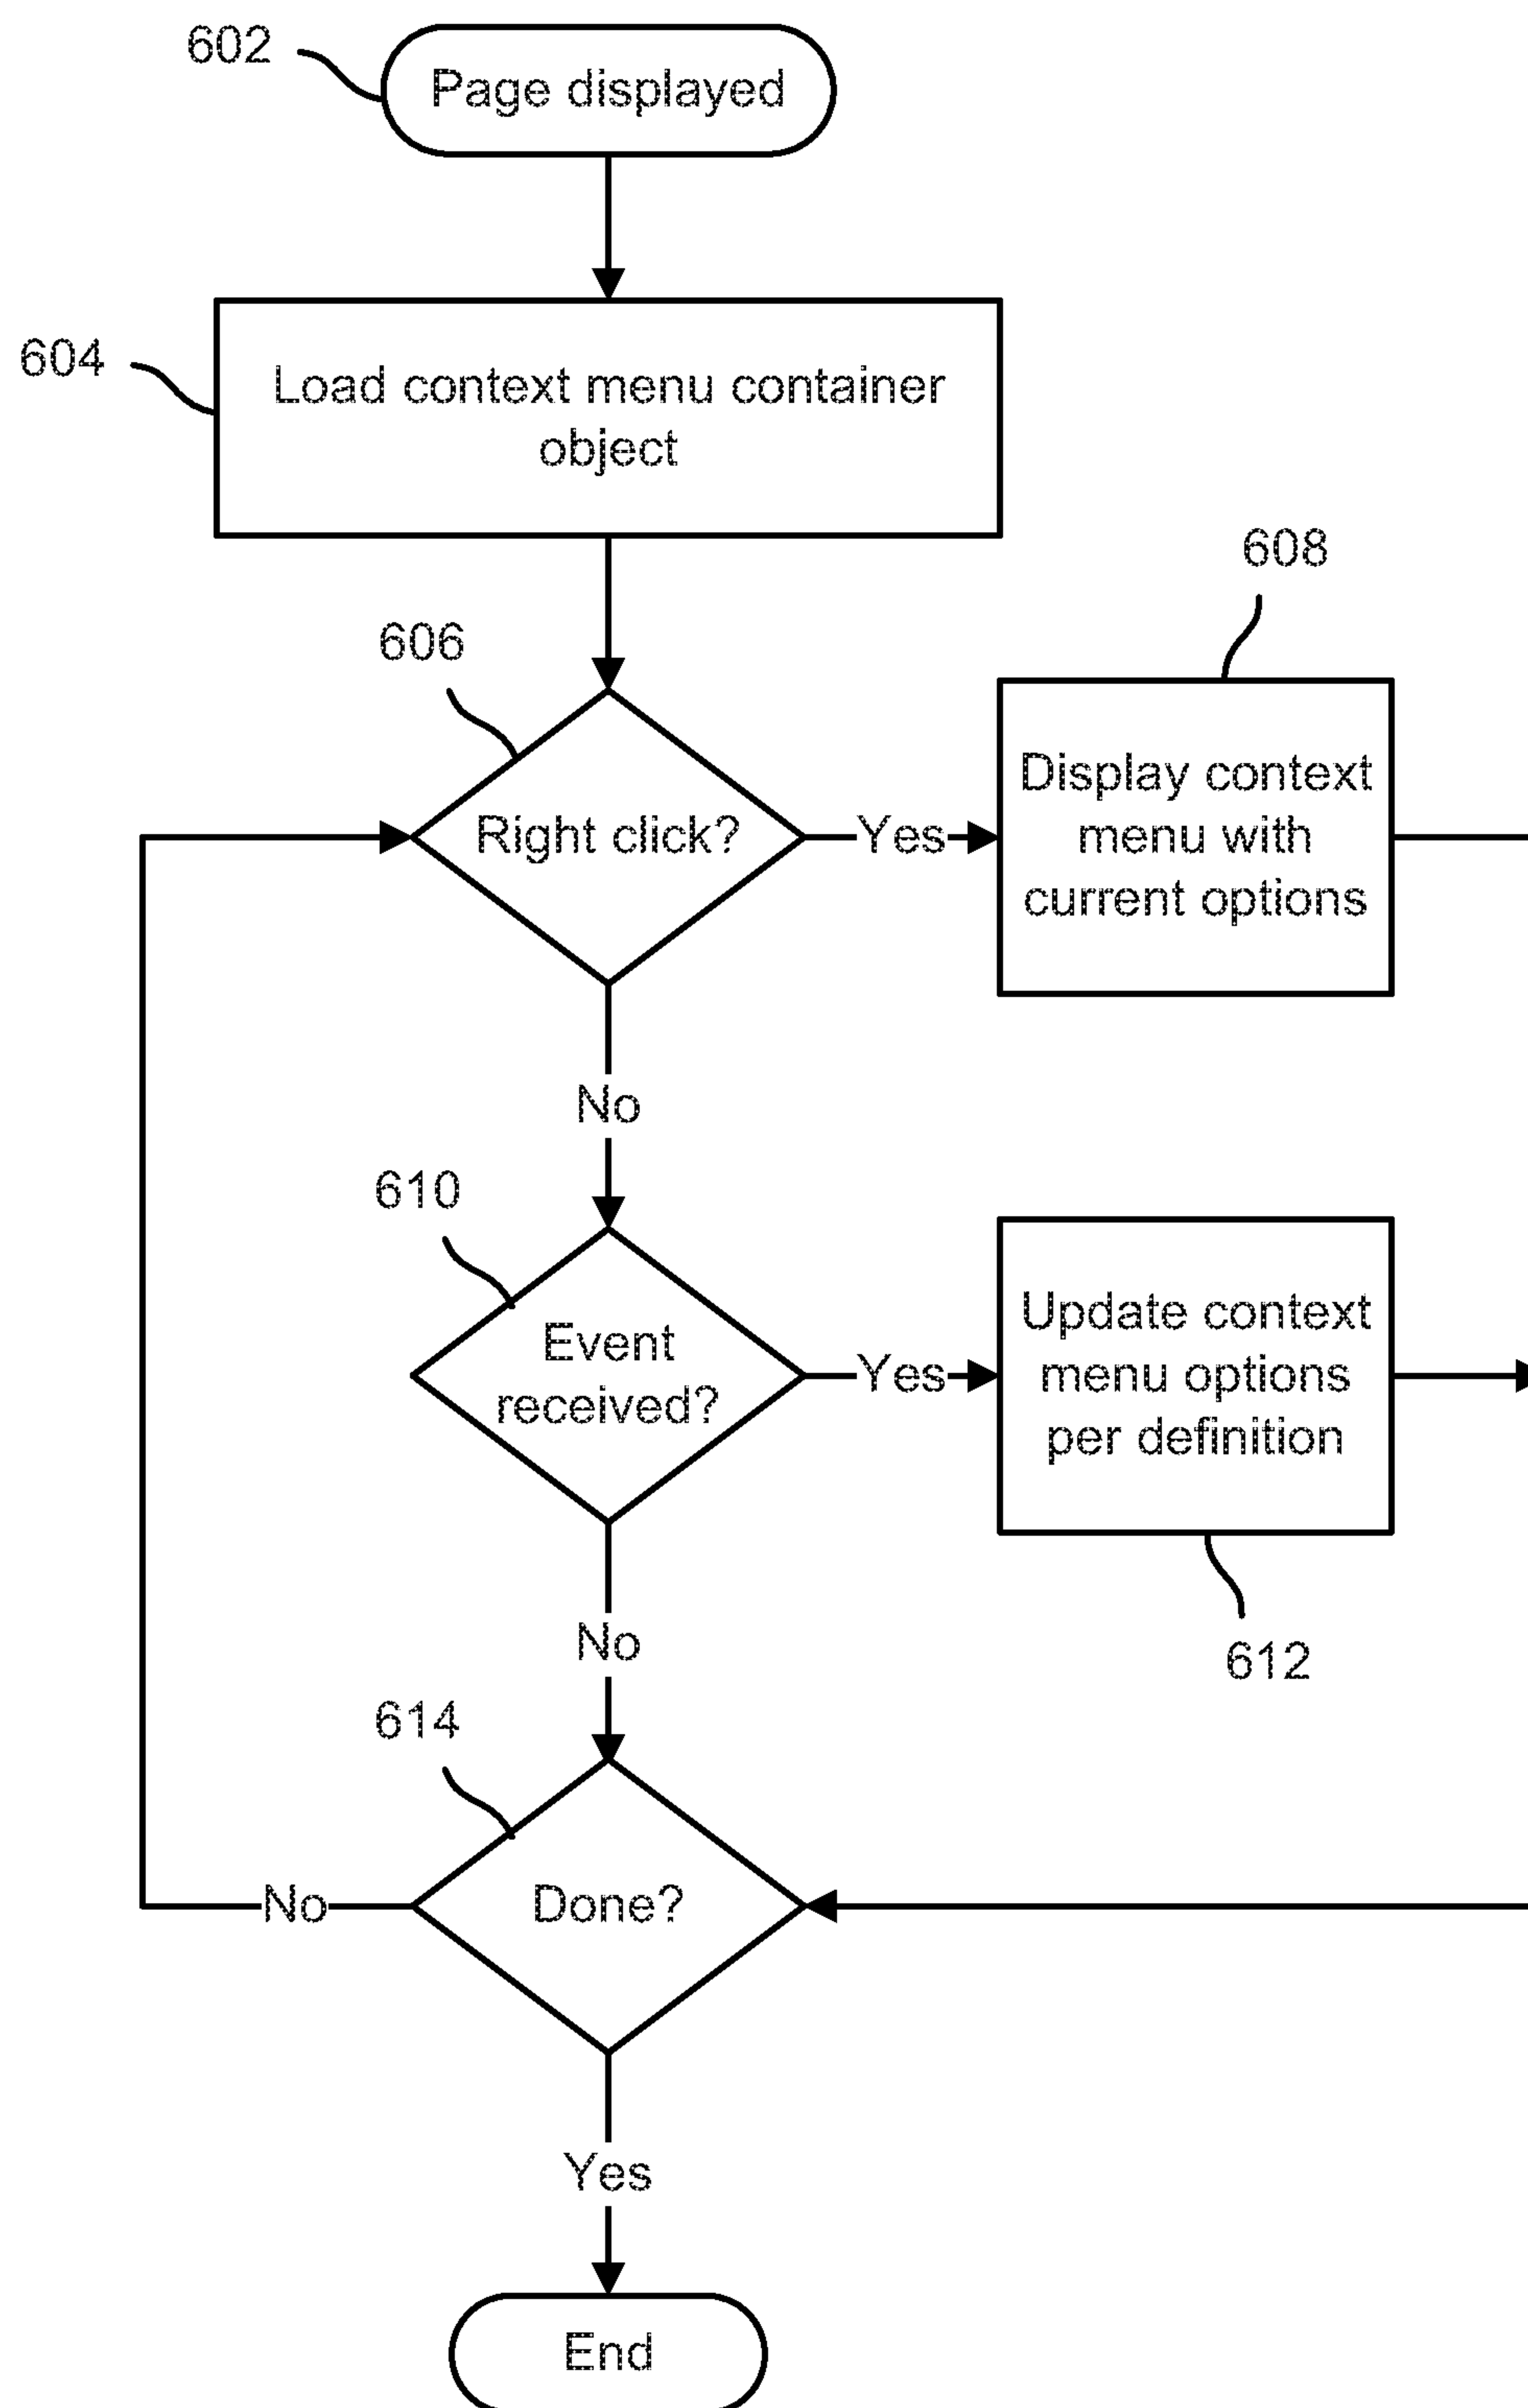 602
Page displayed
604
Load context menu container
object
608
606
Display context
menu with
current options
Right click?
Yes
No
610
Update context
menu options
per definition
Event
received?
Yes
No
612
614
Done?
No
Yes
End